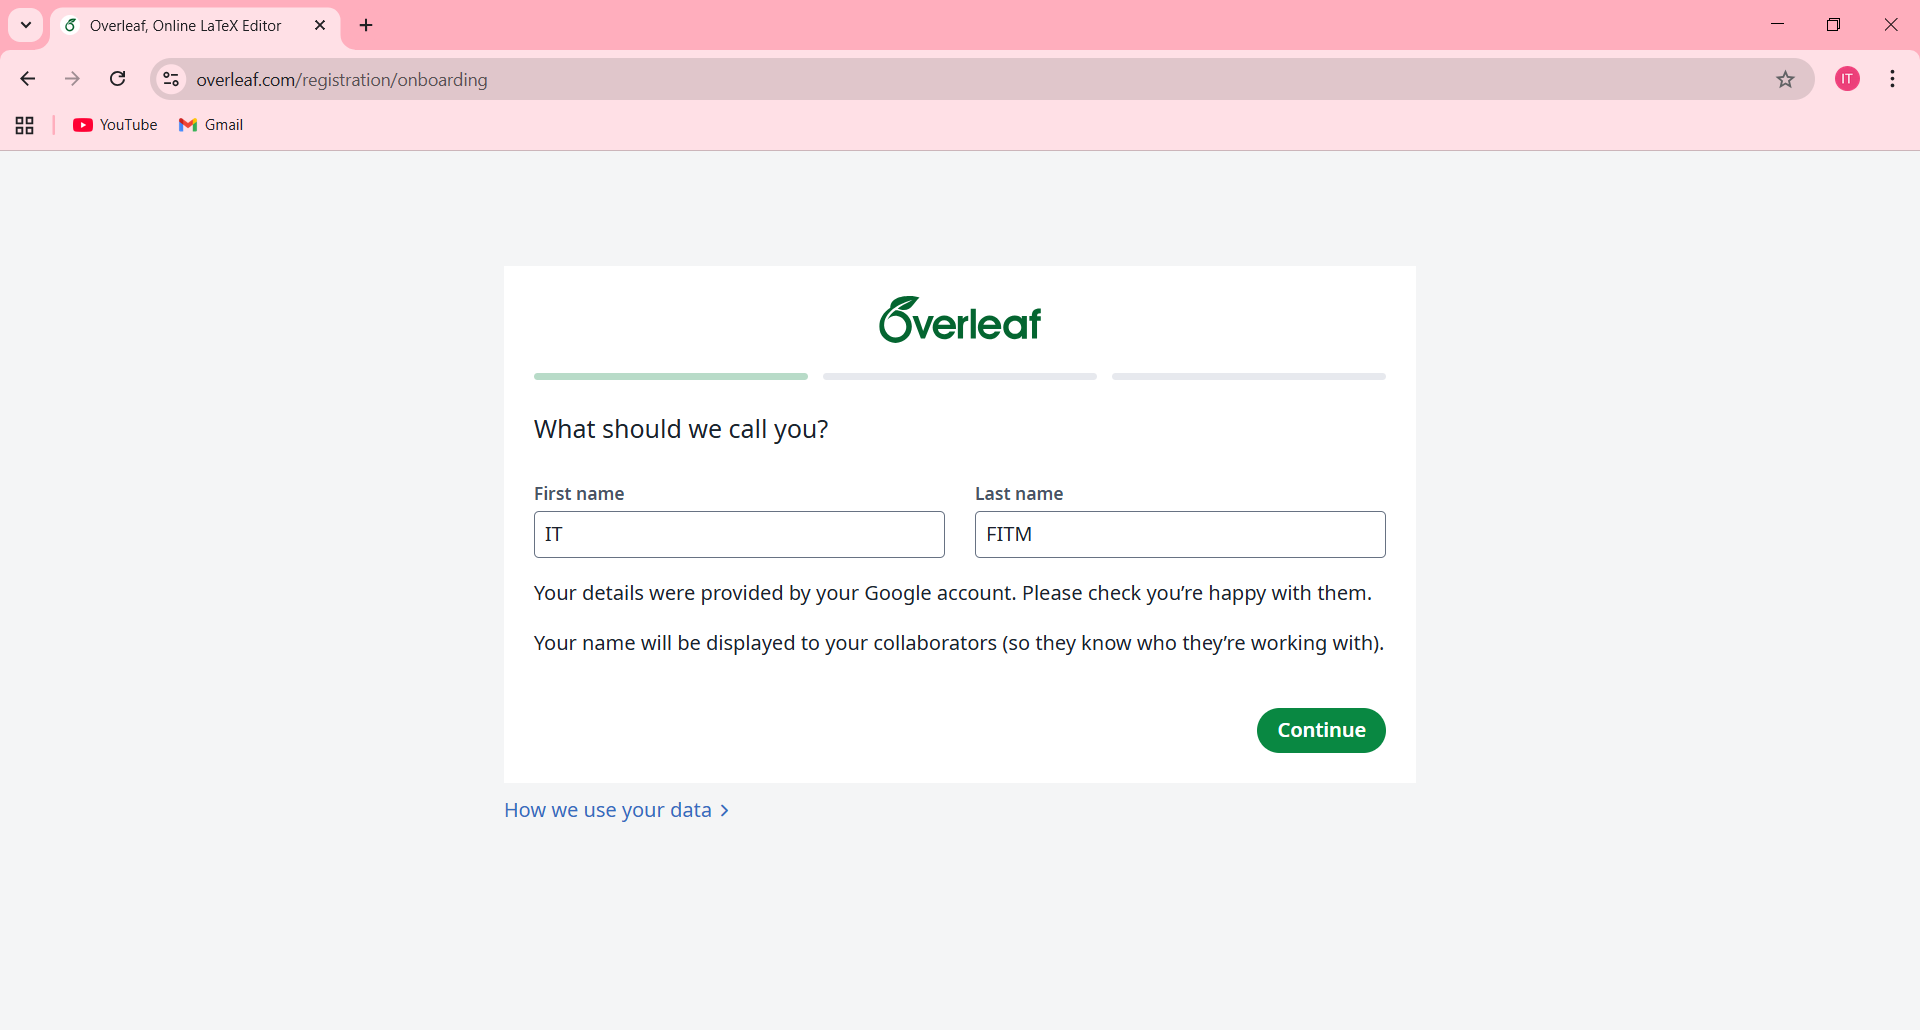 Overleaf, Online LaTeX Editor
overleaf.com/registration/onboarding
IT
YouTube
Gmail
Overleaf
What should we call you?
First name
Last name
IT
FITM
Your details were provided by your Google account. Please check you’re happy with them.
Your name will be displayed to your collaborators (so they know who they’re working with).
Continue
How we use your data